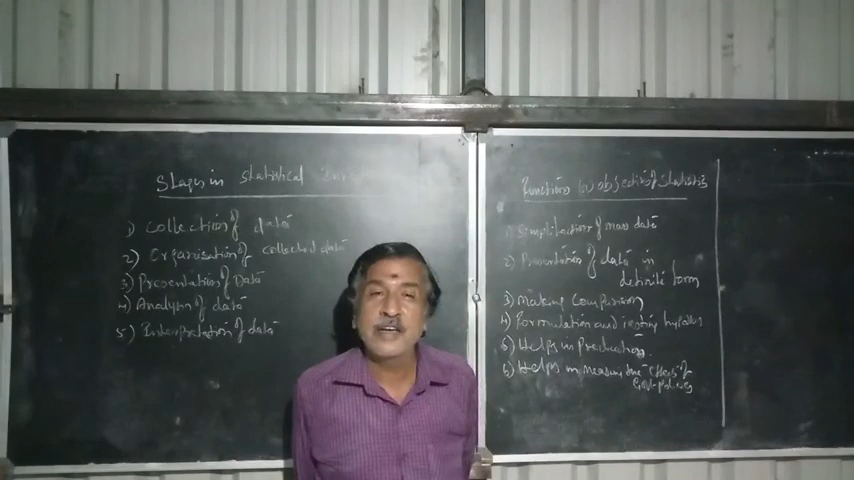 Stages in statistical
1) Collection of data
2) Organisation of collected data
3) Presentation of Data
4) Analysis of data
5) Interpretation of data
Functions (or) objectives of statistics
1) Simplification of mass data
2) Presentation of data in
definite form
3) Making Comparison
4) Formulation and testing
6) Helps in Prediction
5) Helps in measuring the effects of
Govt policies